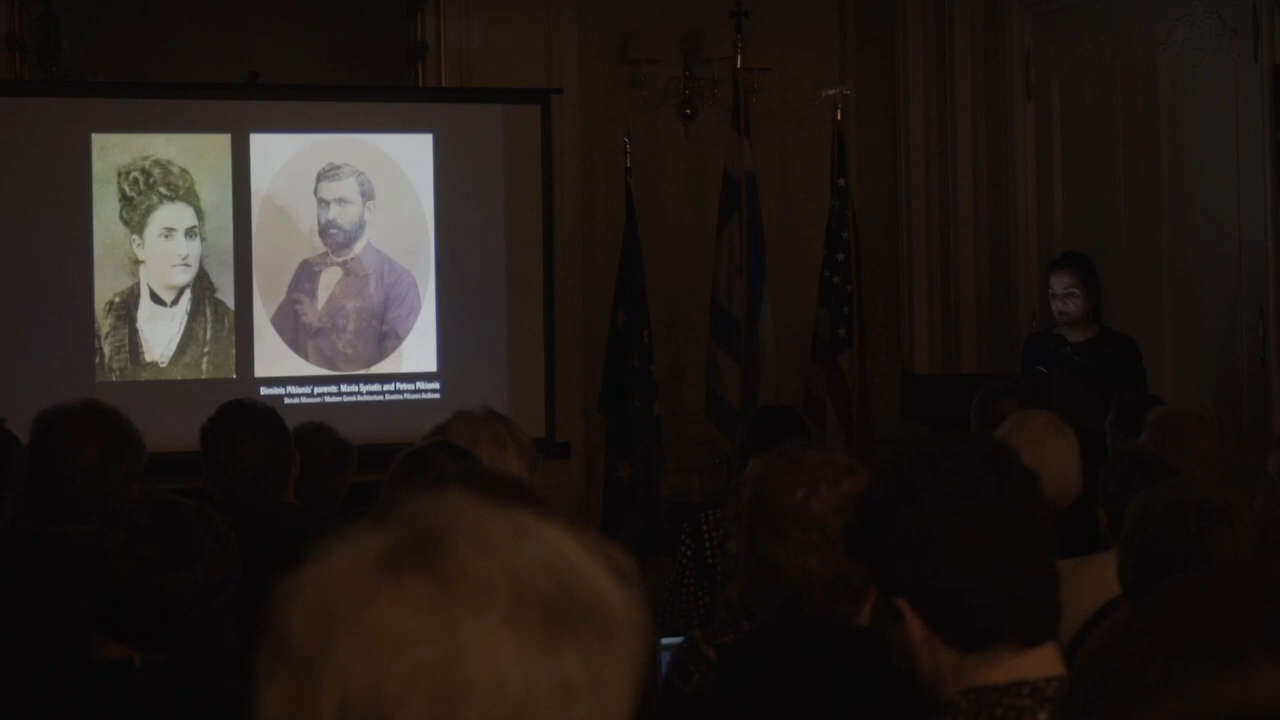 Dimitris Pikionis' parents: Maria Syriotis and Petros Pikionis
Benaki Museum / Modern Greek Architecture, Dimitris Pikionis Archives